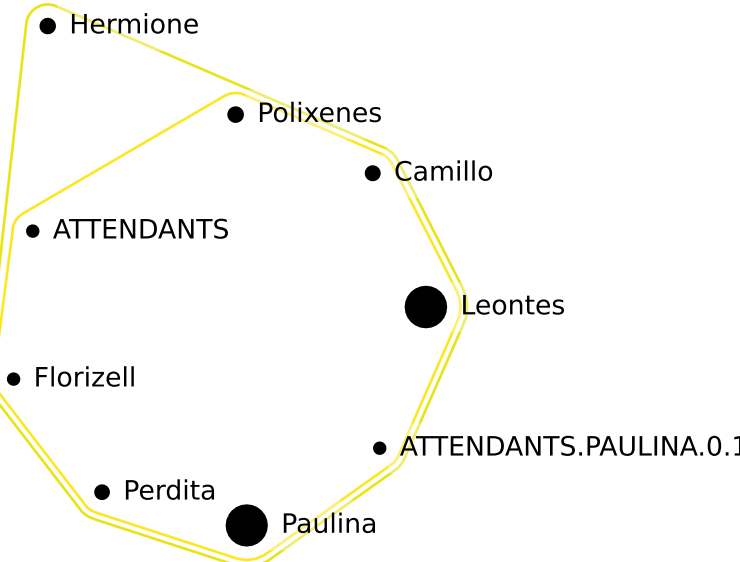 Hermione
Polixenes
Camillo
ATTENDANTS
Leontes
Florizell
ATTENDANTS.PAULINA.0.1
Perdita
Paulina